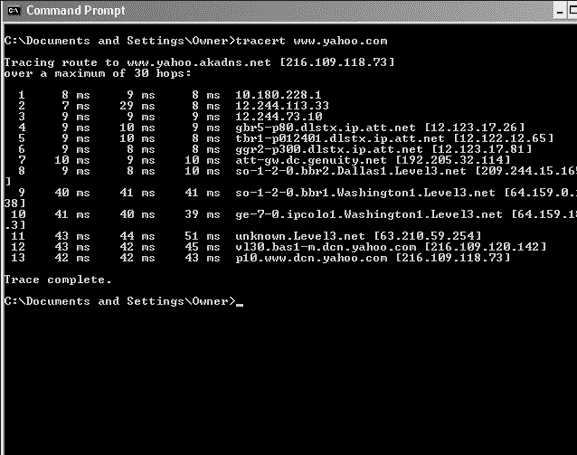 Command Prompt
C:\Documents and Settings\Owner>tracert www.yahoo.com
Tracing route to www.yahoo.akadns.net [216.109.118.73]
over a maximum of 30 hops:
1 8 ms 9 ms 8 ms 10.180.228.1
2 7 ms 29 ms 8 ms 12.244.113.33
3 9 ms 9 ms 9 ms 12.244.73.10
4 9 ms 10 ms 9 ms gbr5-p80.dlstx.ip.att.net [12.123.17.26]
5 9 ms 10 ms 8 ms tbr1-p012401.dlstx.ip.att.net [12.122.12.65]
6 9 ms 8 ms 8 ms ggr2-p300.dlstx.ip.att.net [12.123.17.81]
7 10 ms 9 ms 10 ms att-gw.dc.genuity.net [192.205.32.114]
8 9 ms 8 ms 10 ms so-1-2-0.bbr2.Dallas1.Level3.net [209.244.15.165
]
9 40 ms 41 ms 41 ms so-1-2-0.bbr1.Washington1.Level3.net [64.159.0.1
38]
10 41 ms 40 ms 39 ms ge-7-0.ipcolo1.Washington1.Level3.net [64.159.18
.3]
11 43 ms 44 ms 51 ms unknown.Level3.net [63.210.59.254]
12 43 ms 42 ms 45 ms vl30.bas1-m.dcn.yahoo.com [216.109.120.142]
13 42 ms 42 ms 43 ms p10.www.dcn.yahoo.com [216.109.118.73]
Trace complete.
C:\Documents and Settings\Owner>_